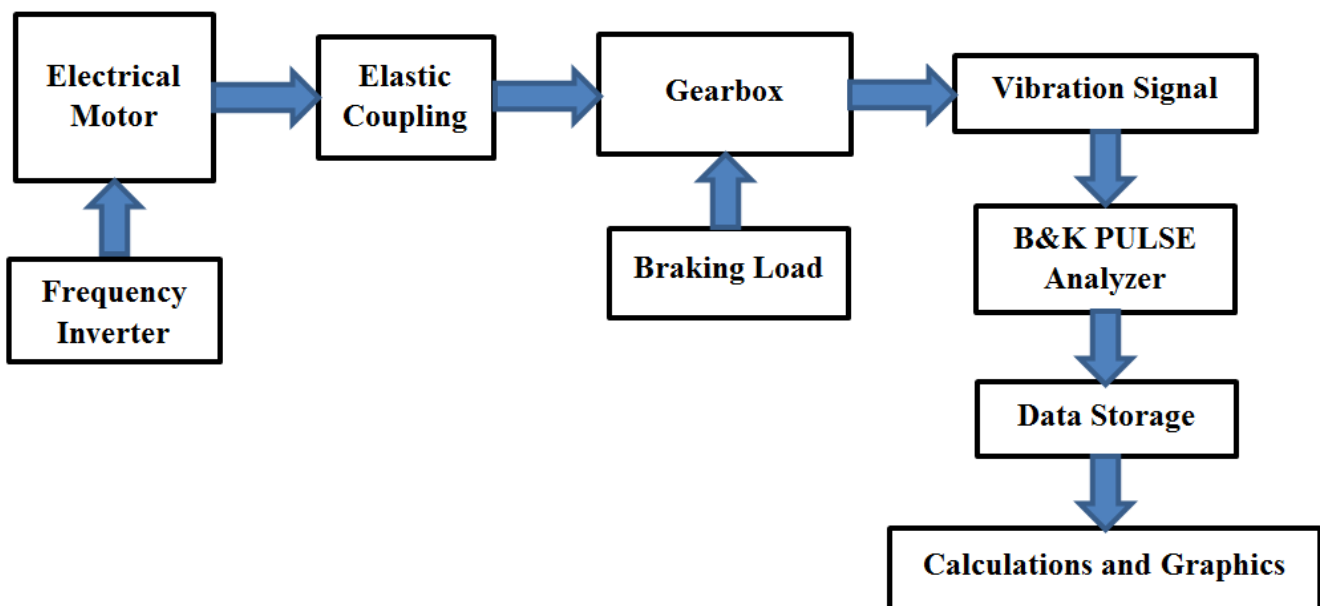 Electrical
Motor
Elastic
Coupling
Gearbox
Vibration Signal
Frequency
Inverter
Braking Load
B&K PULSE
Analyzer
Data Storage
Calculations and Graphics